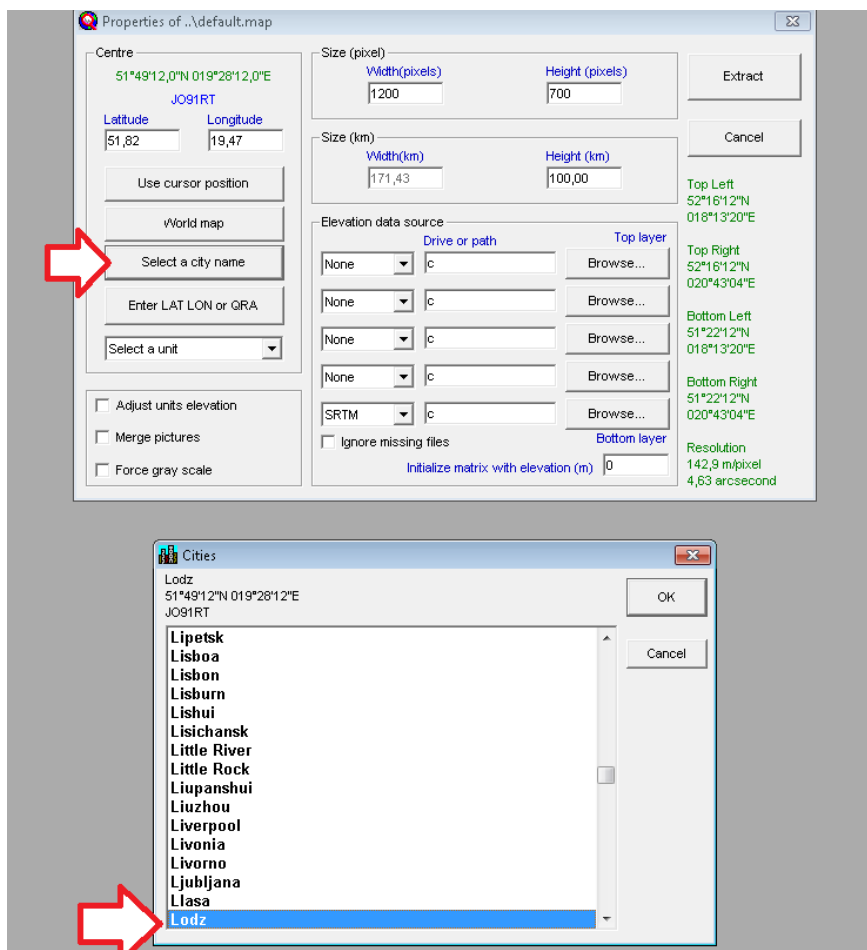 Properties of ..\default.map
Centre
51°49'12,0"N 019°28'12,0"E
JO91RT
Latitude
Longitude
51,82
19,47
Use cursor position
World map
Select a city name
Enter LAT LON or QRA
Select a unit
Adjust units elevation
Merge pictures
Force gray scale
Size (pixel)
Width(pixels)
Height (pixels)
1200
700
Size (km)
Width(km)
Height (km)
171,43
100,00
Elevation data source
Drive or path
Top layer
None
c
Browse...
None
c
Browse...
None
c
Browse...
None
c
Browse...
SRTM
c
Browse...
Ignore missing files
Bottom layer
Initialize matrix with elevation (m)
0
Extract
Cancel
Top Left
52°16'12"N
018°13'20"E
Top Right
52°16'12"N
020°43'04"E
Bottom Left
51°22'12"N
018°13'20"E
Bottom Right
51°22'12"N
020°43'04"E
Resolution
142,9 m/pixel
4,63 arcsecond
Cities
Lodz
51°49'12"N 019°28'12"E
JO91RT
OK
Cancel
Lipetsk
Lisboa
Lisbon
Lisburn
Lishui
Lisichansk
Little River
Little Rock
Liupanshui
Liuzhou
Liverpool
Livonia
Livorno
Ljubljana
Llasa
Lodz